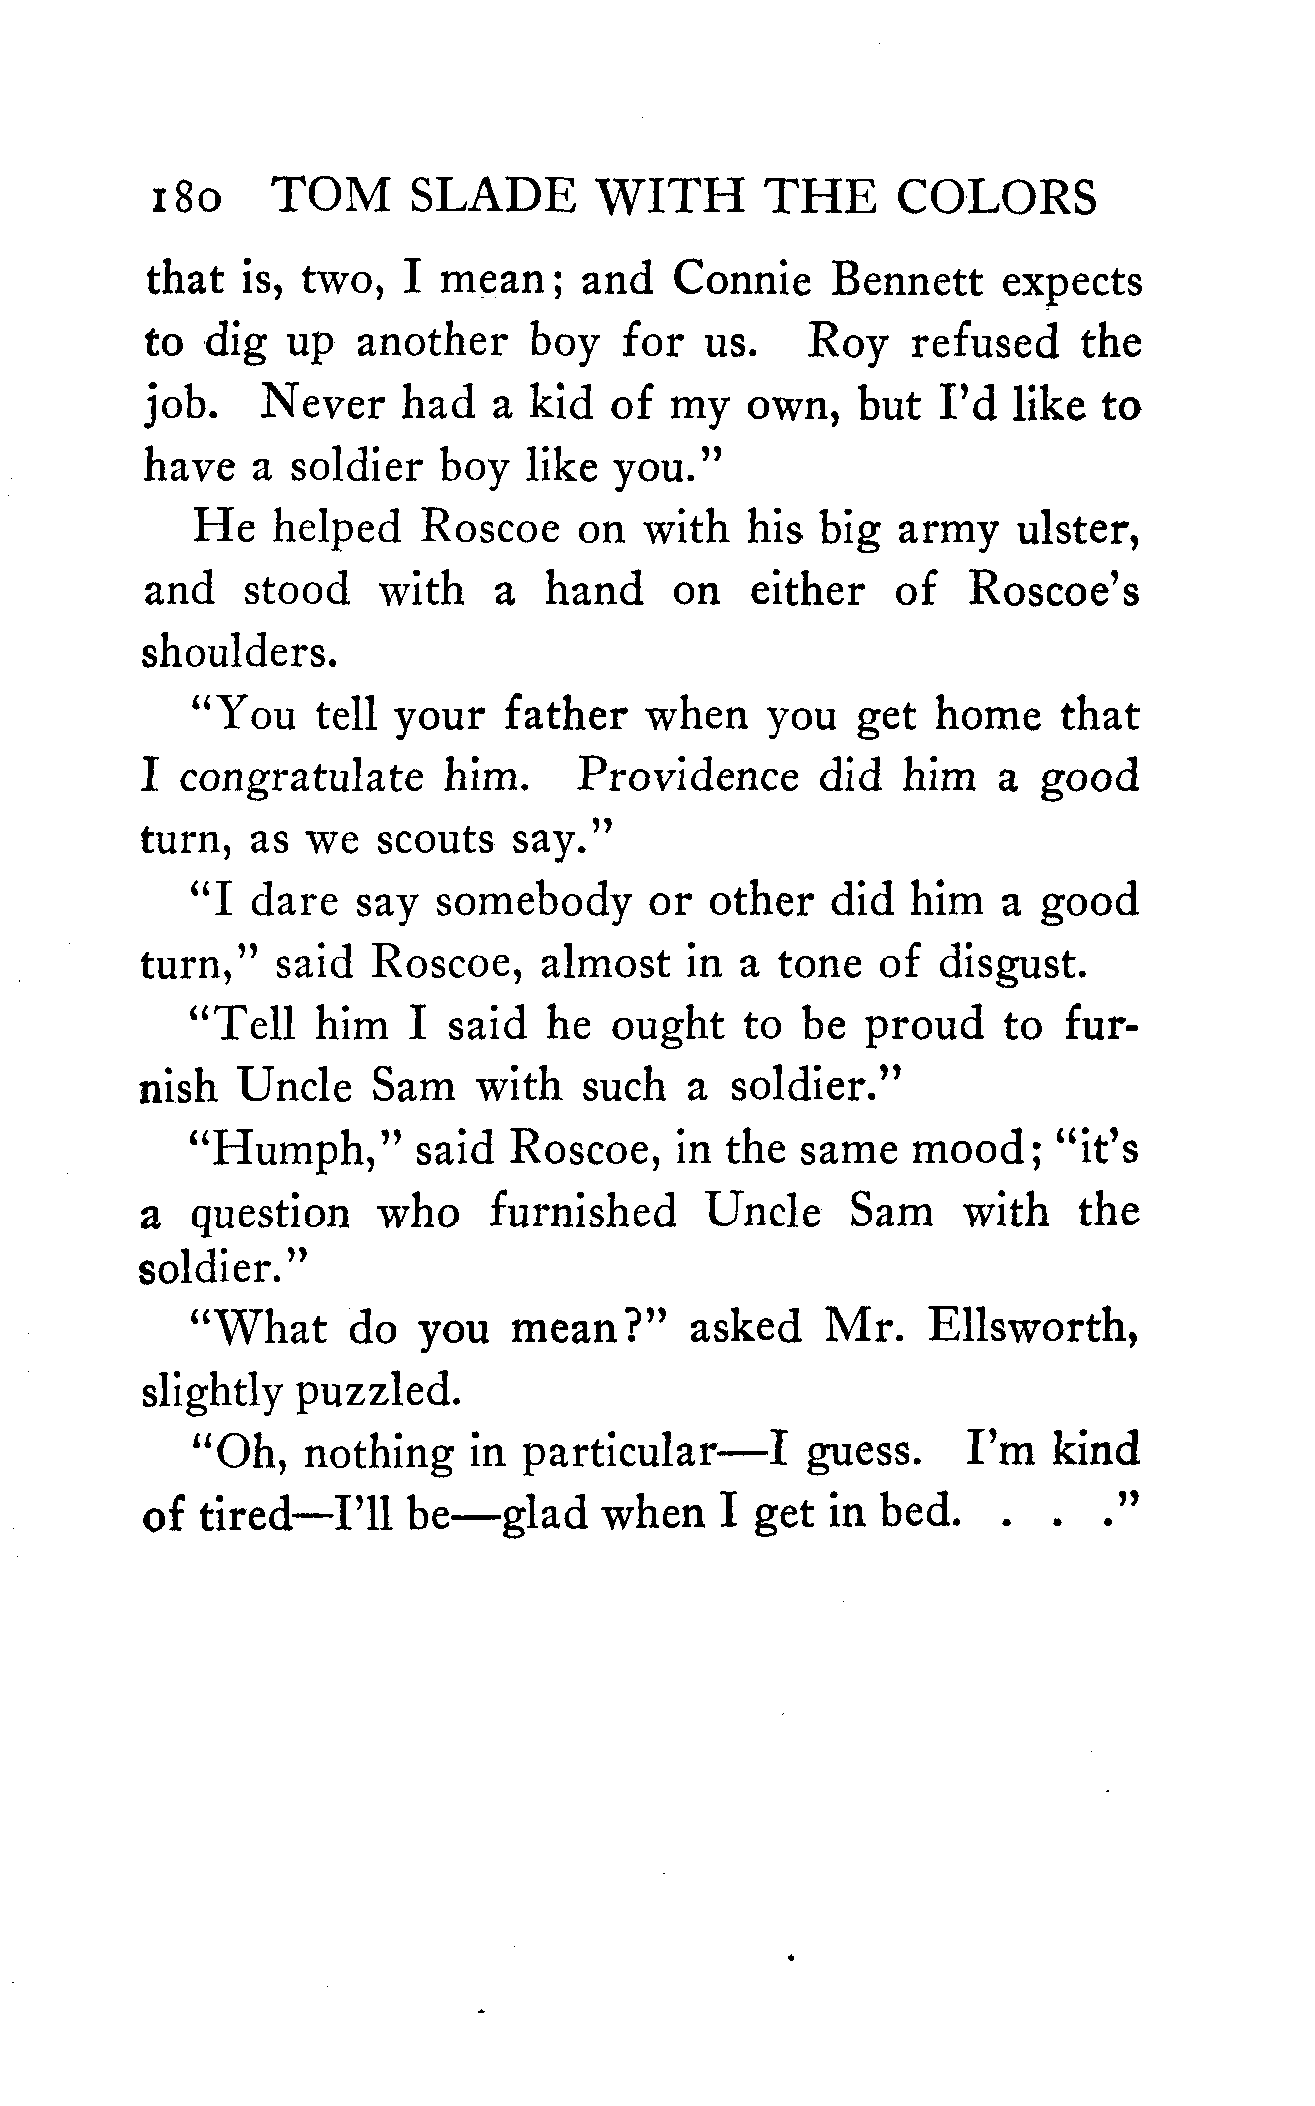 180 TOM SLADE WITH THE COLORS
that is, two, I mean; and Connie Bennett expects
to dig up another boy for us. Roy refused the
job. Never had a kid of my own, but I'd like to
have a soldier boy like you."
He helped Roscoe on with his big army ulster,
and stood with a hand on either of Roscoe's
shoulders.
"You tell your father when you get home that
I congratulate him. Providence did him a good
turn, as we scouts say."
"I dare say somebody or other did him a good
turn," said Roscoe, almost in a tone of disgust.
"Tell him I said he ought to be proud to fur-
nish Uncle Sam with such a soldier."
"Humph," said Roscoe, in the same mood; "it's
a question who furnished Uncle Sam with the
soldier."
"What do you mean?" asked Mr. Ellsworth,
slightly puzzled.
"Oh, nothing in particular—I guess. I'm kind
of tired—I'll be—glad when I get in bed. . . ."